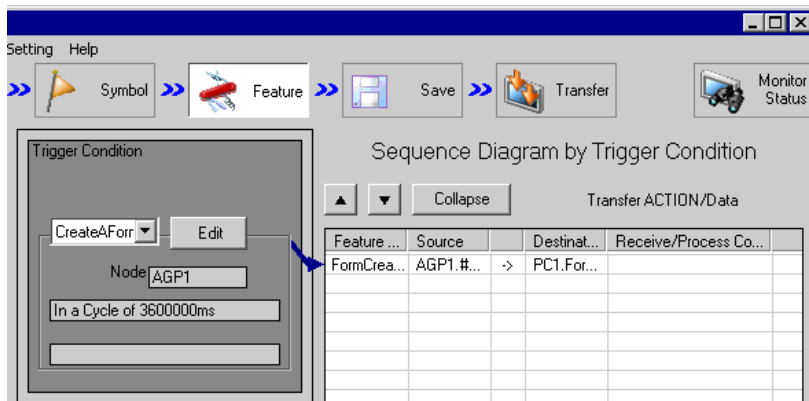 Setting Help
Symbol Feature Save Transfer Monitor Status
Trigger Condition
CreateAForr Edit
Node AGP1
In a Cycle of 3600000ms
Sequence Diagram by Trigger Condition
Collapse Transfer ACTION/Data
Feature ... Source Destinat... Receive/Process Co...
FormCrea... AGP1.#... -> PC1.For...